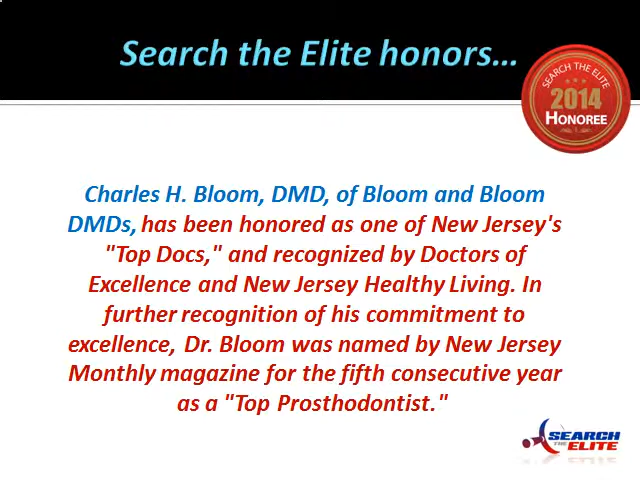 Search the Elite honors...
SEARCH THE ELITE
2014
HONOREE
Charles H. Bloom, DMD, of Bloom and Bloom
DMDs, has been honored as one of New Jersey's
"Top Docs," and recognized by Doctors of
Excellence and New Jersey Healthy Living. In
further recognition of his commitment to
excellence, Dr. Bloom was named by New Jersey
Monthly magazine for the fifth consecutive year
as a "Top Prosthodontist."
SEARCH
THE ELITE